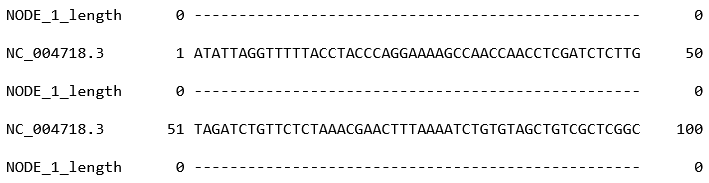 NODE_1_length 0 -------------------------------------------------- 0
NC_004718.3 1 ATATTAGGTTTTTACCTACCCAGGAAAAGCCAACCAACCTCGATCTCTTG 50
NODE_1_length 0 -------------------------------------------------- 0
NC_004718.3 51 TAGATCTGTTCTCTAAACGAACTTTAAAATCTGTGTAGCTGTCGCTCGGC 100
NODE_1_length 0 -------------------------------------------------- 0